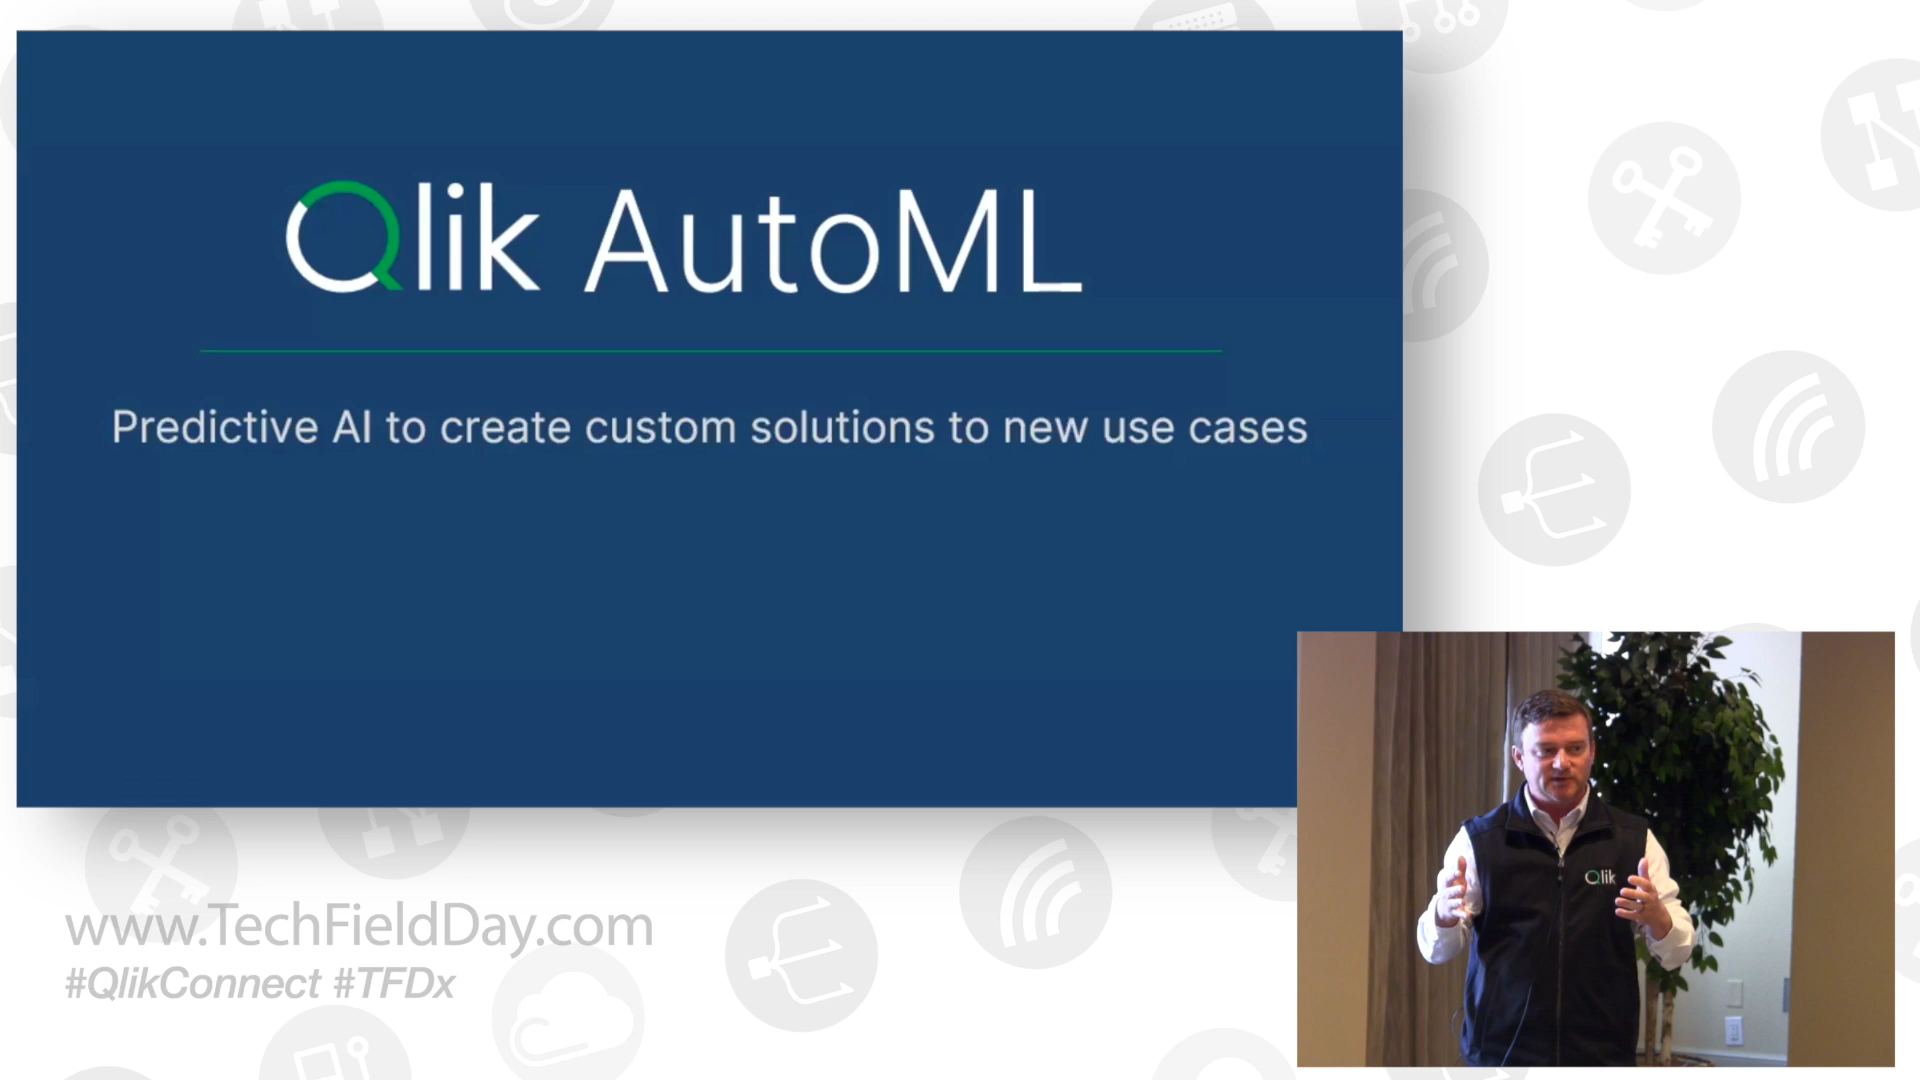 Qlik AutoML
Predictive AI to create custom solutions to new use cases
Qlik
www.TechFieldDay.com
#QlikConnect #TFDx